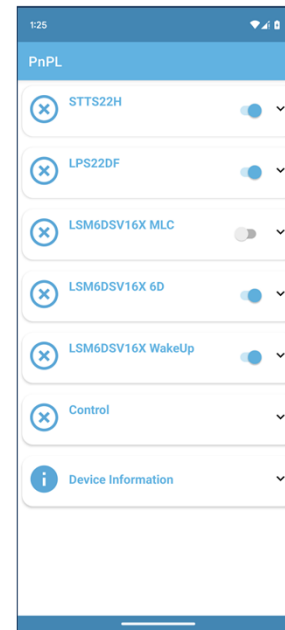 1:25
PnPL
STTS22H
LPS22DF
LSM6DSV16X MLC
LSM6DSV16X 6D
LSM6DSV16X WakeUp
Control
Device Information